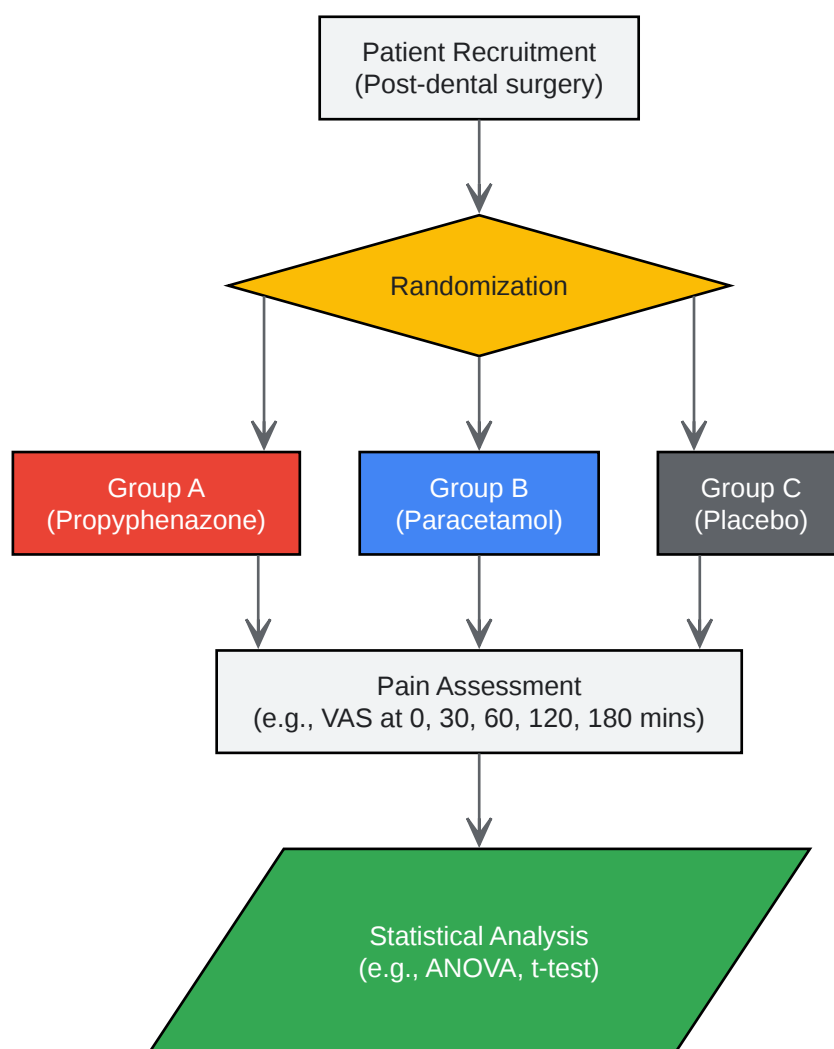 Patient Recruitment
(Post-dental surgery)
Randomization
Group A
(Propyphenazone)
Group B
(Paracetamol)
Group C
(Placebo)
Pain Assessment
(e.g., VAS at 0, 30, 60, 120, 180 mins)
Statistical Analysis
(e.g., ANOVA, t-test)